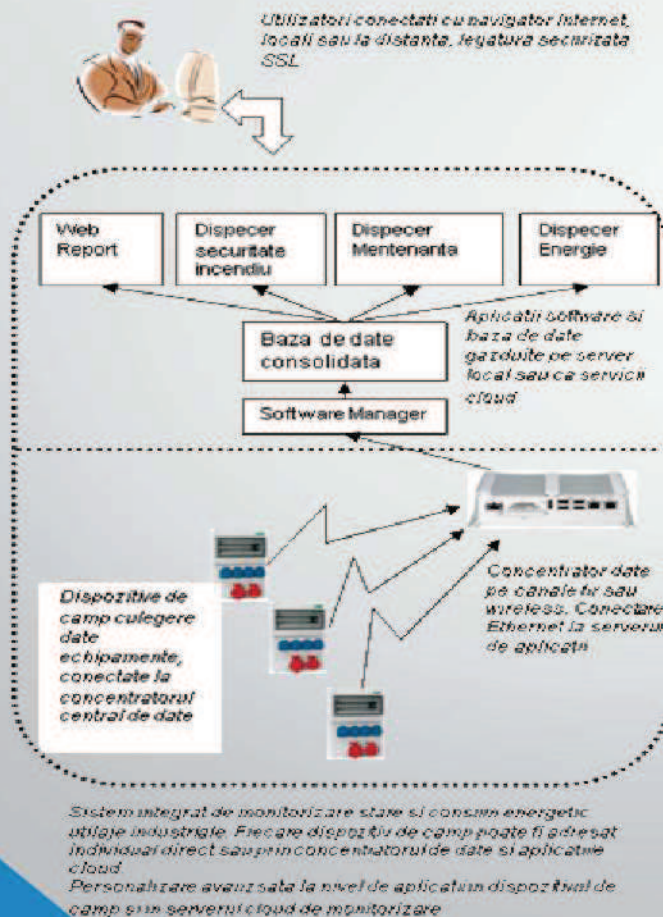 Utilizatori conectati cu navigator internet,
locali sau la distanta, legatura securizata
SSL
Web
Report
Dispecer
securitate
incendiu
Dispecer
Mentenanta
Dispecer
Energie
Baza de date
consolidata
Aplicatii software si
baza de date
gazduite pe server
local sau ca servicii
cloud
Software Manager
Dispozitive de
camp culegere
date
echipamente,
conectate la
concentratorul
central de date
Concentrator date
pe canale fir sau
wireless. Conectare
Ethernet la serverul
de aplicatii
Sistem integrat de monitorizare stare si consum energetic
utilaje industriale. Fiecare dispozitiv de camp poate fi adresat
individual direct sau prin concentratorul de date si aplicatiile
cloud
Personalizare avansata la nivel de aplicatii in dispozitivul de
camp si in serverul cloud de monitorizare